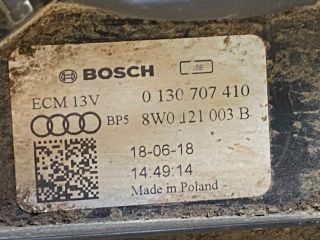 BOSCH
ECM 13V 0 130 707 410
BP5 8W0 121 003 B
18-06-18
14:49:14
Made in Poland